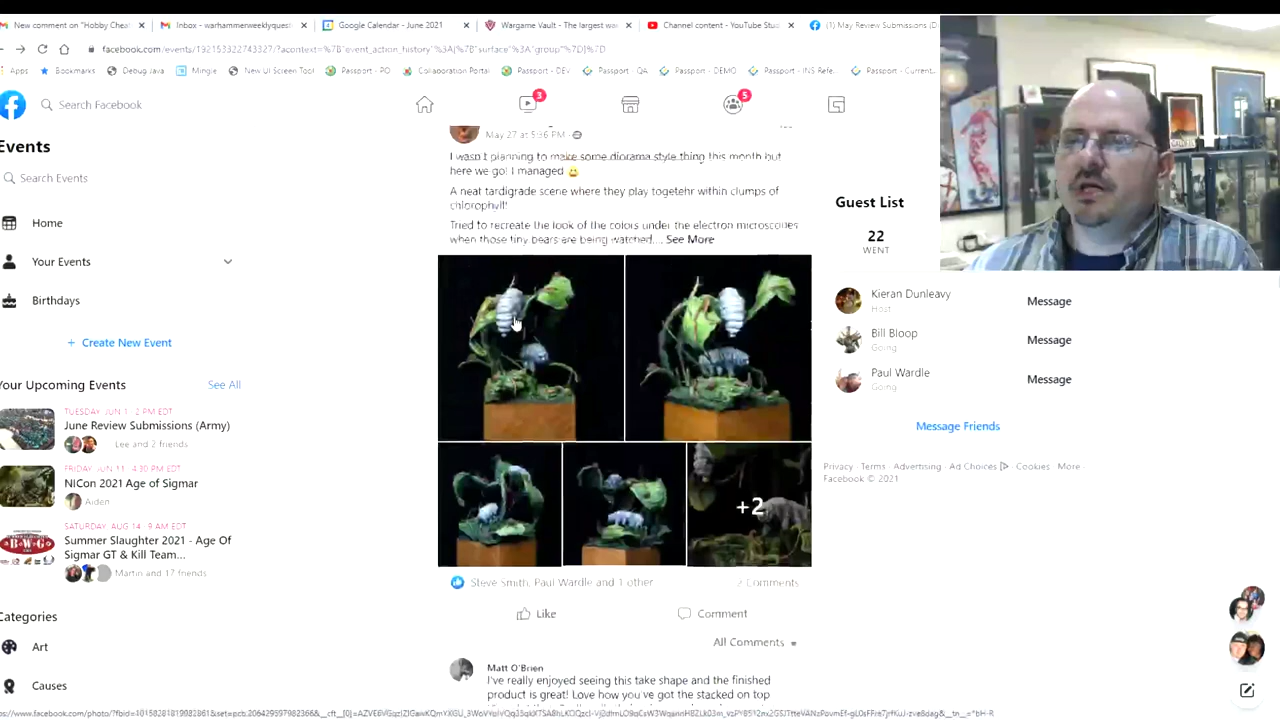 New comment on "Hobby Cheat
Inbox - warhammerweeklyquest
Google Calendar - June 2021
Wargame Vault - The largest wa
Channel content - YouTube Stu
(1) May Review Submissions (D
Apps
Bookmarks
Debug Java
Mingle
New UI Screen Tool
Passport - PO
Collaboration Portal
Passport - DEV
Passport - QA
Passport - DEMO
Passport - INS Refe...
Passport - Current...
Search Facebook
3
5
Events
Search Events
Home
Your Events
Birthdays
+ Create New Event
Your Upcoming Events
See All
TUESDAY, JUN 1 · 2 PM EDT
June Review Submissions (Army)
Lee and 2 friends
FRIDAY, JUN 11 · 4:30 PM EDT
NICon 2021 Age of Sigmar
Aiden
SATURDAY, AUG 14 · 9 AM EDT
Summer Slaughter 2021 - Age Of
Sigmar GT & Kill Team...
Martin and 17 friends
Categories
Art
Causes
May 27 at 5:36 PM ·
I wasn't planning to make some diorama style thing this month but
here we go! I managed
A neat tardigrade scene where they play togetehr within clumps of
chlorophyll!
Tried to recreate the look of the colors under the electron microscopes
when those tiny bears are being watched.... See More
+2
Steve Smith, Paul Wardle and 1 other
2 Comments
Like
Comment
All Comments
Matt O'Brien
I've really enjoyed seeing this take shape and the finished
product is great! Love how you've got the stacked on top
Guest List
22
WENT
Kieran Dunleavy
Host
Message
Bill Bloop
Going
Message
Paul Wardle
Going
Message
Message Friends
Privacy · Terms · Advertising · Ad Choices · Cookies · More ·
Facebook © 2021